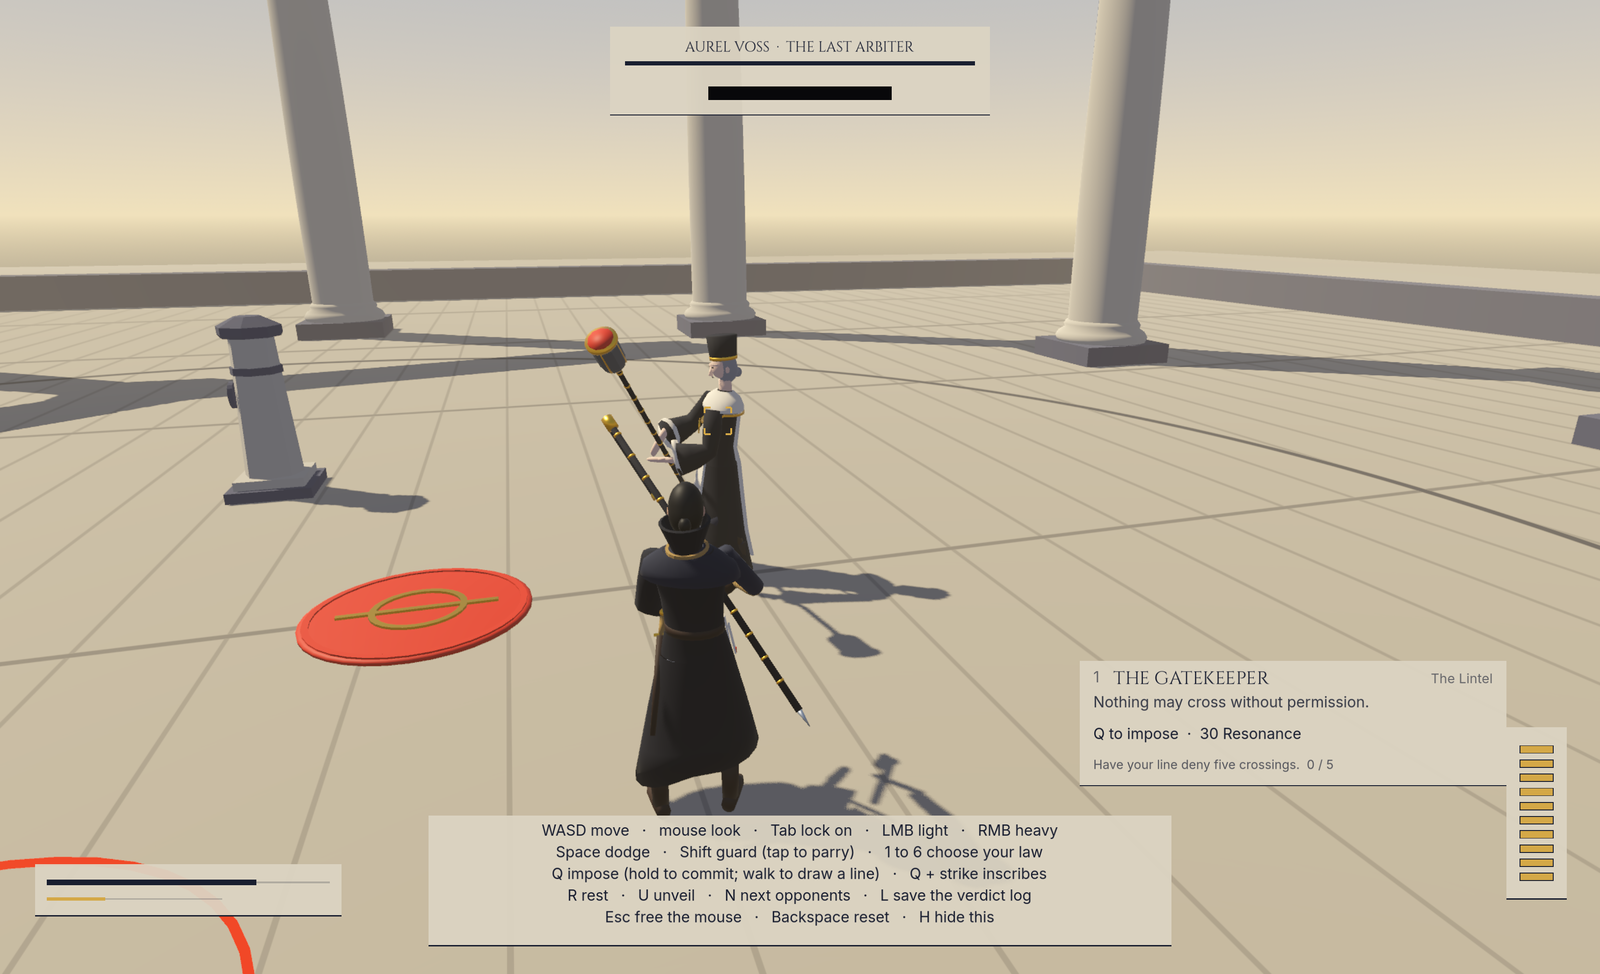 AUREL VOSS · THE LAST ARBITER
1 THE GATEKEEPER The Lintel
Nothing may cross without permission.
Q to impose · 30 Resonance
Have your line deny five crossings. 0 / 5
WASD move · mouse look · Tab lock on · LMB light · RMB heavy
Space dodge · Shift guard (tap to parry) · 1 to 6 choose your law
Q impose (hold to commit; walk to draw a line) · Q + strike inscribes
R rest · U unveil · N next opponents · L save the verdict log
Esc free the mouse · Backspace reset · H hide this